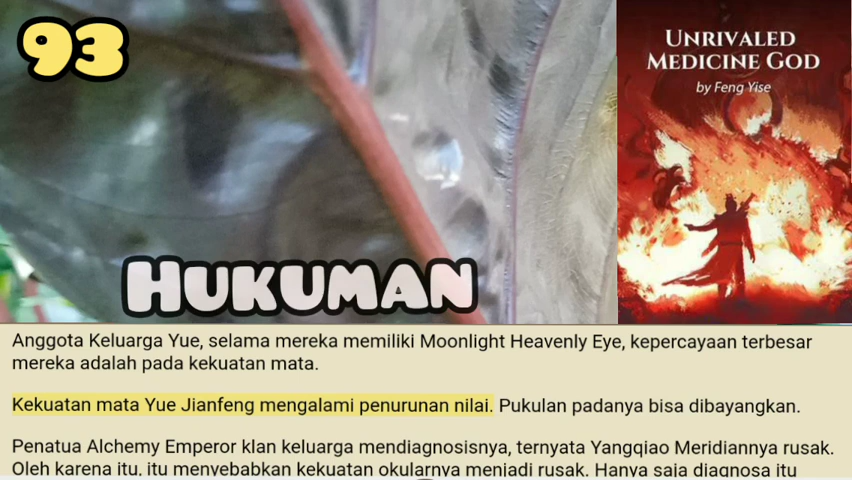 93
UNRIVALED
MEDICINE GOD
by Feng Yise
HUKUMAN
Anggota Keluarga Yue, selama mereka memiliki Moonlight Heavenly Eye, kepercayaan terbesar
mereka adalah pada kekuatan mata.
Kekuatan mata Yue Jianfeng mengalami penurunan nilai. Pukulan padanya bisa dibayangkan.
Penatua Alchemy Emperor klan keluarga mendiagnosisnya, ternyata Yangqiao Meridiannya rusak.
Oleh karena itu, itu menyebabkan kekuatan okularnya menjadi rusak. Hanya saja diagnosa itu